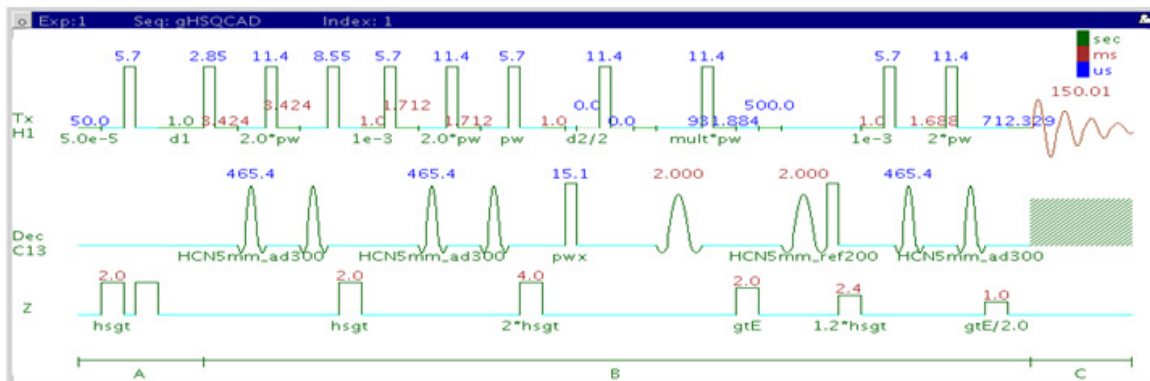 Exp:1 Seq: gHSQCAD Index: 1
sec
ms
us
5.7 2.85 11.4 8.55 5.7 11.4 5.7 11.4 11.4 5.7 11.4
150.01
3.424 1.712 0.0 500.0
Tx 50.0 1.0 3.424 1.0 1.712 1.0 0.0 931.884 1.0 1.688 712.329
H1 5.0e-5 d1 2.0*pw 1e-3 2.0*pw pw d2/2 mult*pw 1e-3 2*pw
465.4 465.4 15.1 2.000 2.000 465.4
Dec
C13
HCN5mm_ad300 HCN5mm_ad300 pwx HCN5mm_ref200 HCN5mm_ad300
2.0 2.0 4.0 2.0 2.4 1.0
Z
hsgt hsgt 2*hsgt gtE 1.2*hsgt gtE/2.0
A B C